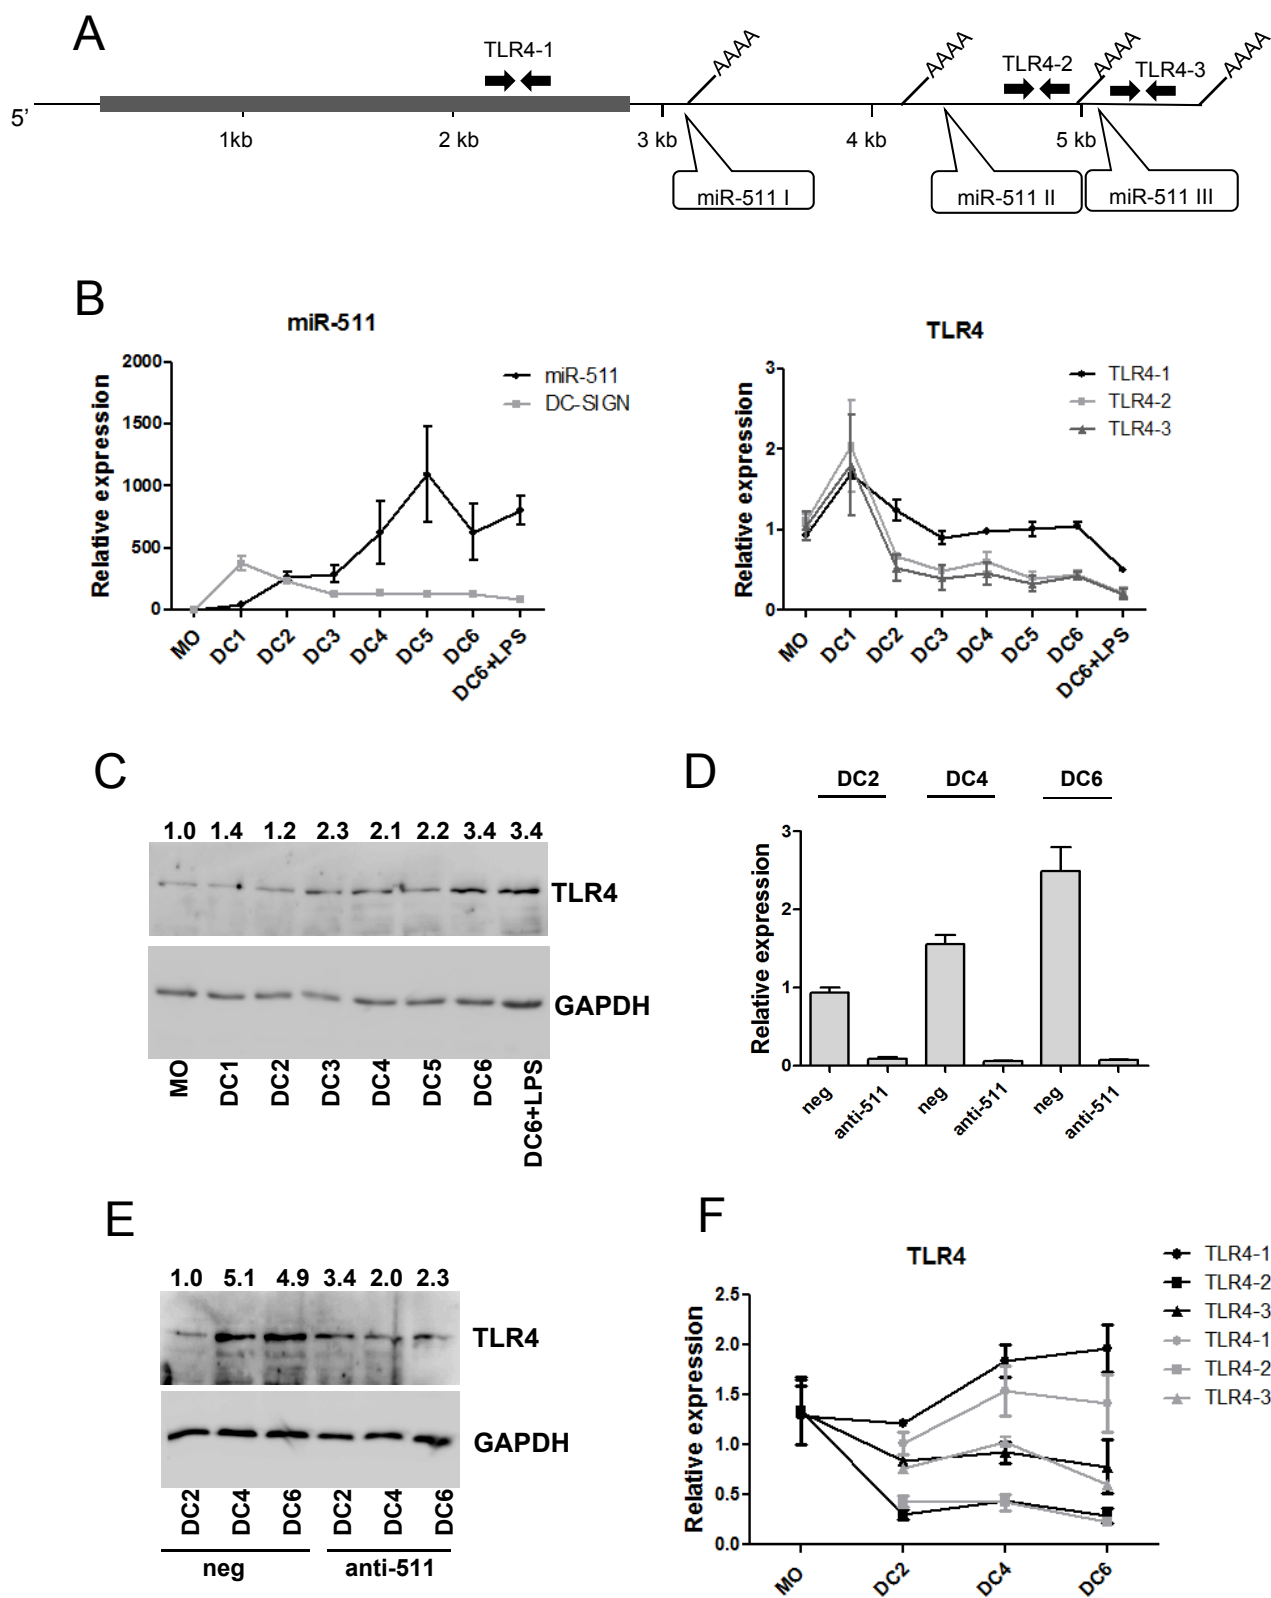 A
TLR4-1
AAAA
AAAA
TLR4-2
AAAA
TLR4-3
AAAA
5'
1kb
2 kb
3 kb
4 kb
5 kb
miR-511 I
miR-511 II
miR-511 III
B
miR-511
Relative expression
2000
1500
1000
500
0
miR-511
DC-SIGN
MO
DC1
DC2
DC3
DC4
DC5
DC6
DC6+LPS
TLR4
Relative expression
3
2
1
0
TLR4-1
TLR4-2
TLR4-3
MO
DC1
DC2
DC3
DC4
DC5
DC6
DC6+LPS
C
1.0 1.4 1.2 2.3 2.1 2.2 3.4 3.4
TLR4
GAPDH
MO
DC1
DC2
DC3
DC4
DC5
DC6
DC6+LPS
D
DC2 DC4 DC6
Relative expression
3
2
1
0
neg
anti-511
neg
anti-511
neg
anti-511
E
1.0 5.1 4.9 3.4 2.0 2.3
TLR4
GAPDH
DC2
DC4
DC6
DC2
DC4
DC6
neg
anti-511
F
TLR4
Relative expression
2.5
2.0
1.5
1.0
0.5
0.0
TLR4-1
TLR4-2
TLR4-3
TLR4-1
TLR4-2
TLR4-3
MO
DC2
DC4
DC6